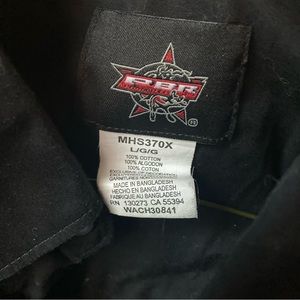 PBR
®
MHS370X
L/G/G
100% COTTON
100% ALGODON
100% COTON
MADE IN BANGLADESH
HECHO EN BANGLADESH
FABRIQUE AU BANGLADESH
RN 130273 CA 55394
WACH30841